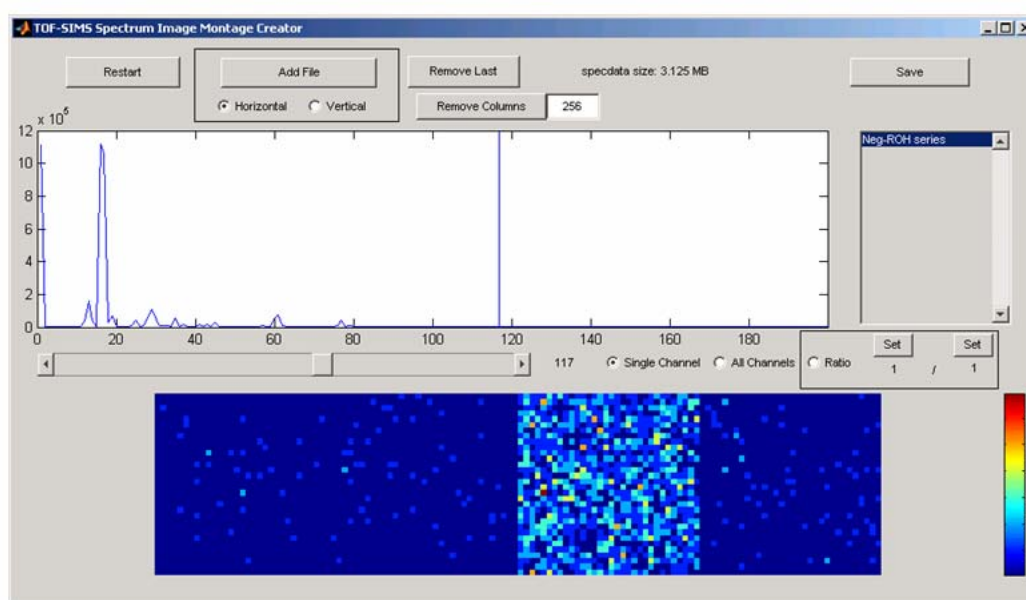 TOF-SIMS Spectrum Image Montage Creator
Restart Add File Remove Last specdata size: 3.125 MB Save
Horizontal Vertical Remove Columns 256
x 10^5
12
10
8
6
4
2
0
0 20 40 60 80 100 120 140 160 180
Neg-ROH series
117 Single Channel All Channels Ratio Set 1 / Set 1